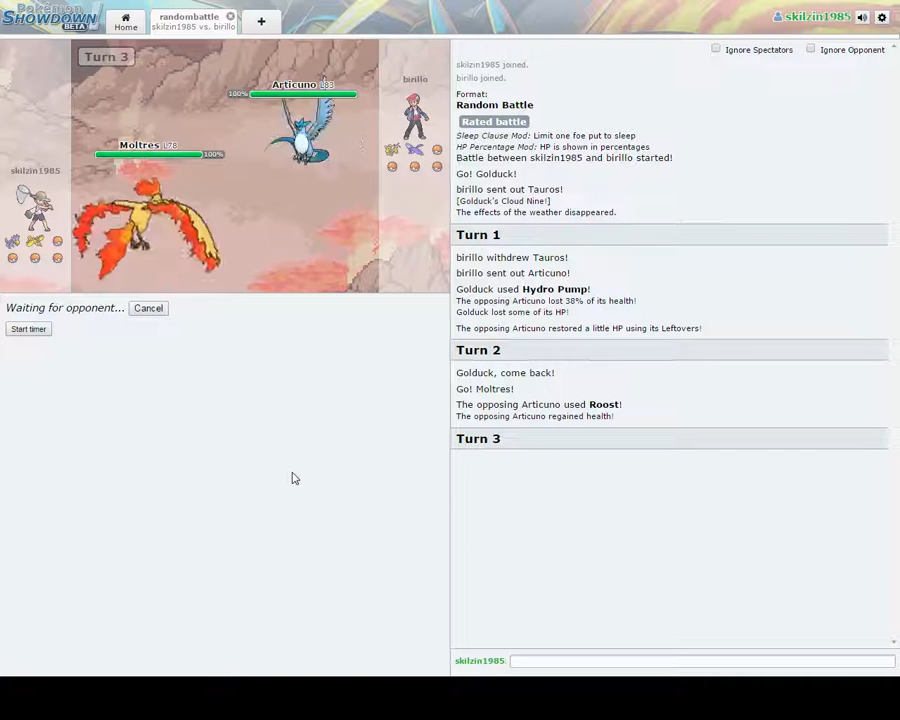 Pokémon
SHOWDOWN
BETA
Home
randombattle
skilzin1985 vs. birillo
skilzin1985
Turn 3
Articuno L83
100%
birillo
Moltres L78
100%
skilzin1985
Waiting for opponent...
Cancel
Start timer
Ignore Spectators
Ignore Opponent
skilzin1985 joined.
birillo joined.
Format:
Random Battle
Rated battle
Sleep Clause Mod: Limit one foe put to sleep
HP Percentage Mod: HP is shown in percentages
Battle between skilzin1985 and birillo started!
Go! Golduck!
birillo sent out Tauros!
[Golduck's Cloud Nine!]
The effects of the weather disappeared.
Turn 1
birillo withdrew Tauros!
birillo sent out Articuno!
Golduck used Hydro Pump!
The opposing Articuno lost 38% of its health!
Golduck lost some of its HP!
The opposing Articuno restored a little HP using its Leftovers!
Turn 2
Golduck, come back!
Go! Moltres!
The opposing Articuno used Roost!
The opposing Articuno regained health!
Turn 3
skilzin1985: